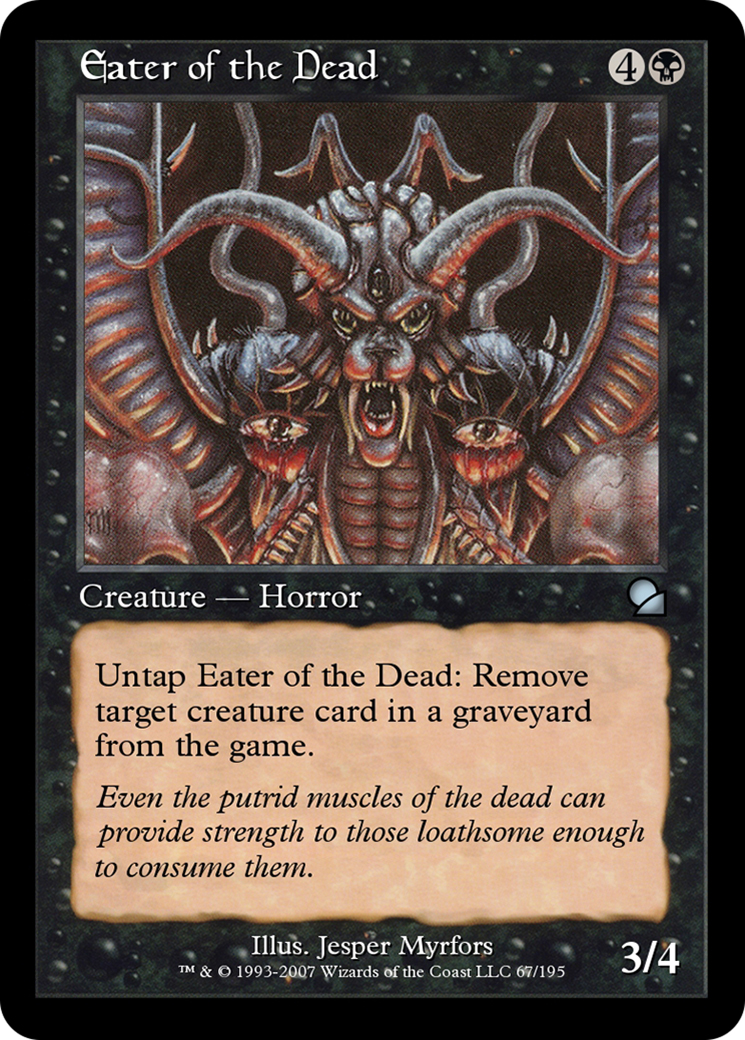 Eater of the Dead
4
Creature — Horror
Untap Eater of the Dead: Remove
target creature card in a graveyard
from the game.
Even the putrid muscles of the dead can
provide strength to those loathsome enough
to consume them.
Illus. Jesper Myrfors
™ & © 1993-2007 Wizards of the Coast LLC 67/195
3/4